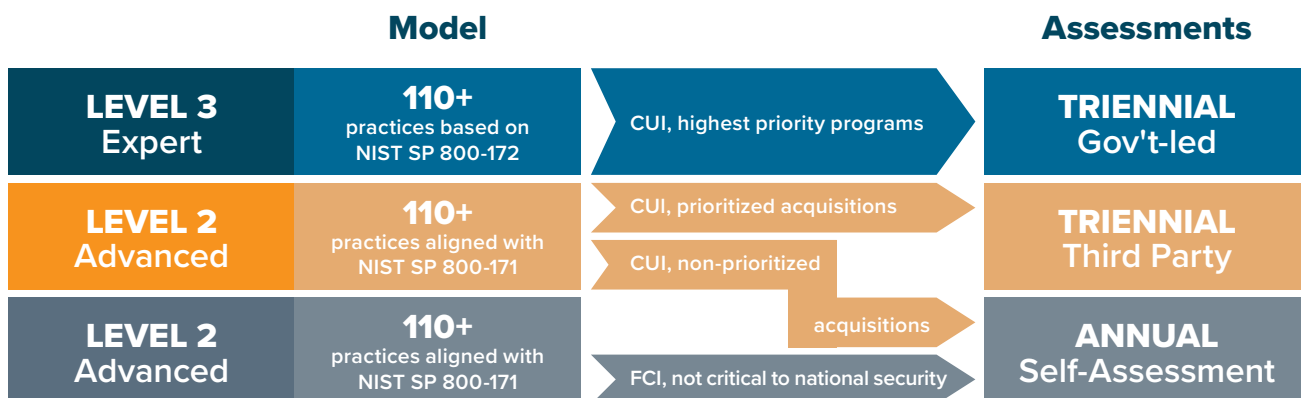 Model
Assessments
LEVEL 3
Expert
110+
practices based on
NIST SP 800-172
CUI, highest priority programs
TRIENNIAL
Gov't-led
LEVEL 2
Advanced
110+
practices aligned with
NIST SP 800-171
CUI, prioritized acquisitions
CUI, non-prioritized
acquisitions
TRIENNIAL
Third Party
LEVEL 2
Advanced
110+
practices aligned with
NIST SP 800-171
FCI, not critical to national security
ANNUAL
Self-Assessment